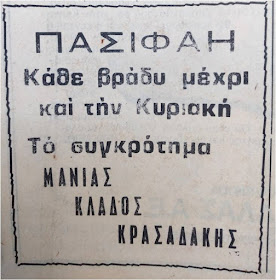 ΠΑΣΙΦΑΗ
Κάθε βράδυ μέχρι
καί τήν Κυριακή
Τό συγκρότημα
ΜΑΝΙΑΣ
ΚΛΑΔΟΣ
ΚΡΑΣΑΔΑΚΗΣ